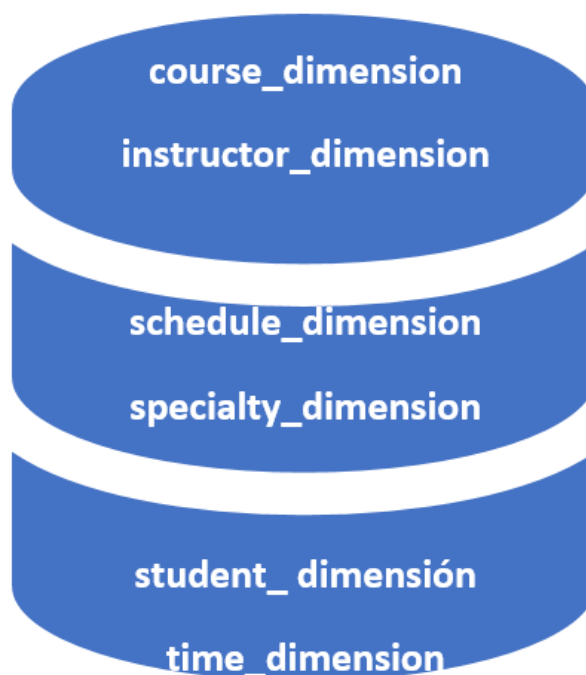 course_dimension
instructor_dimension
schedule_dimension
specialty_dimension
student_ dimensión
time_dimension